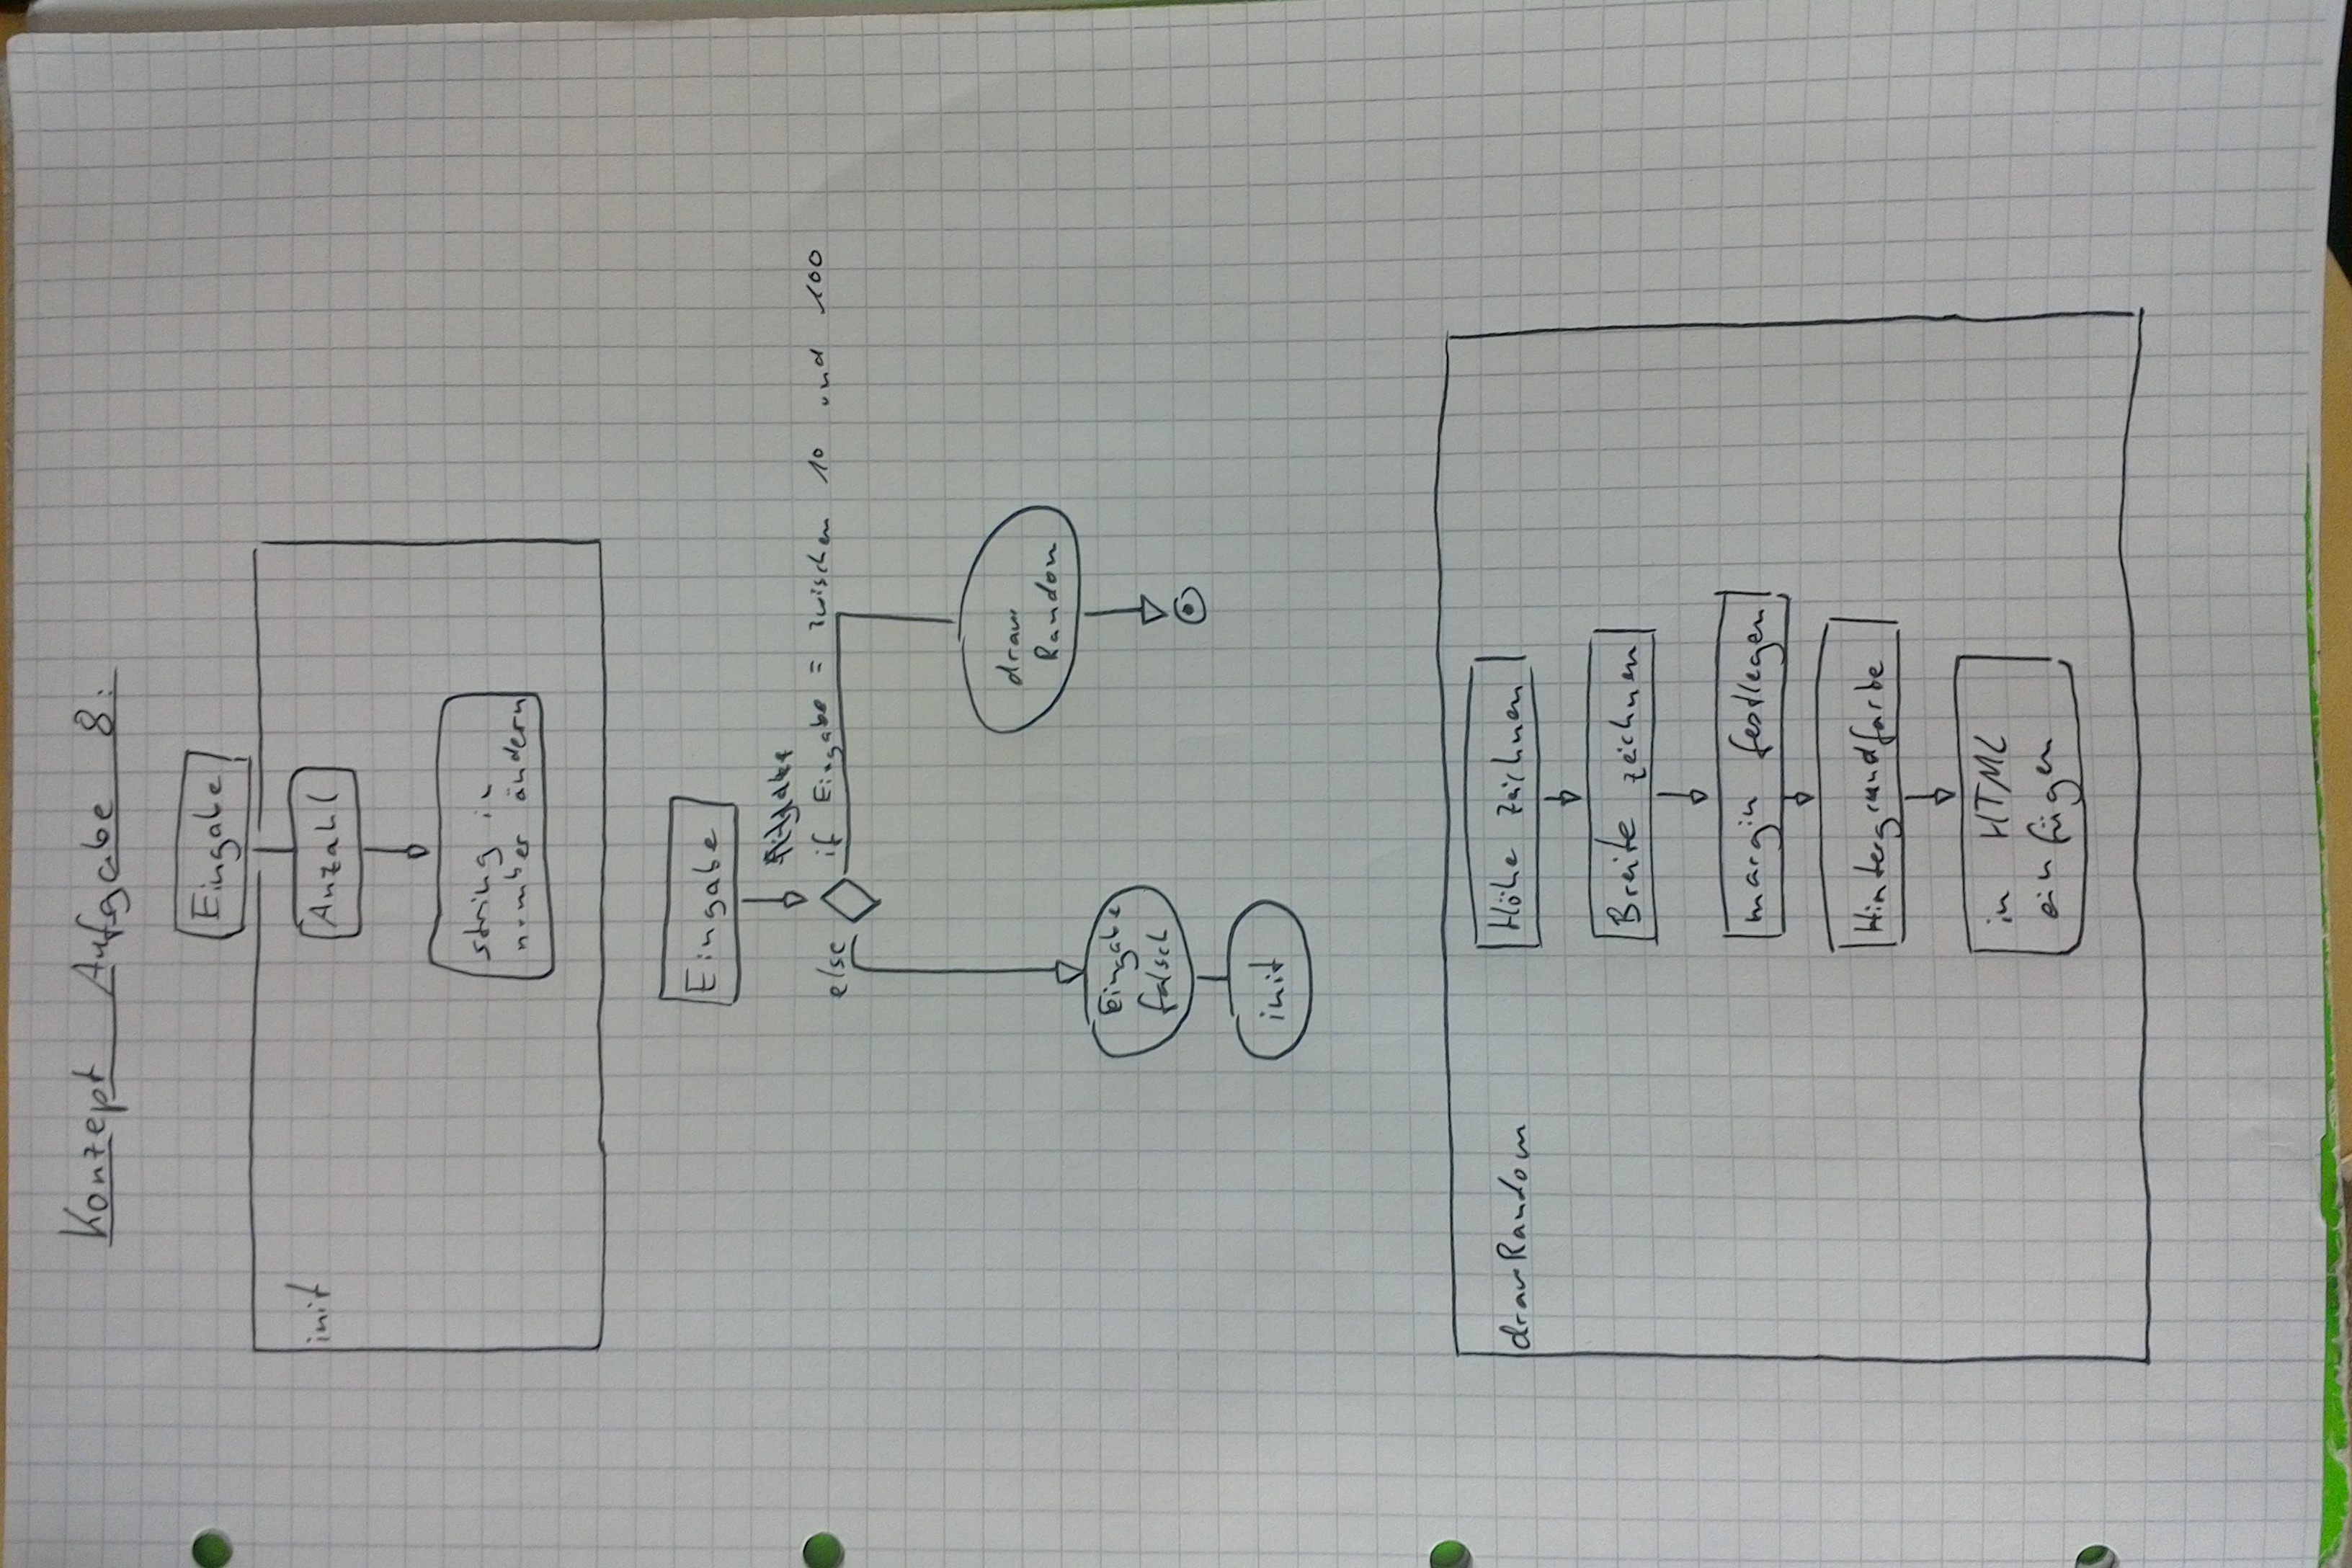 Konzept Aufgabe 8:
Eingabe
init
Anzahl
string in
number ändern
Eingabe
else
if Eingabe = zwischen 10 und 100
draw
Random
Eingabe
falsch
init
drawRandom
Höhe zeichnen
Breite zeichnen
margin festlegen
Hintergrundfarbe
in HTML
einfügen